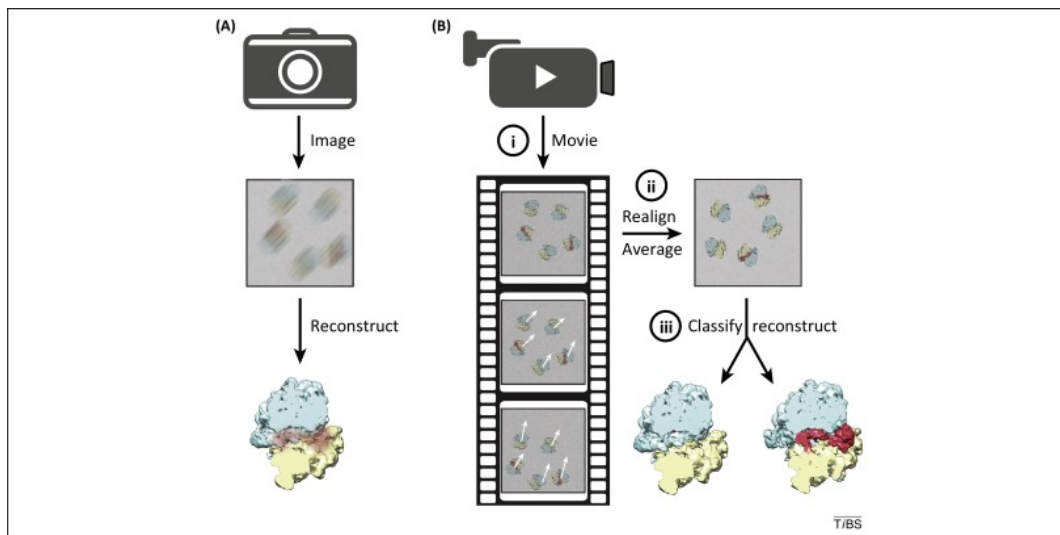 (A)
Image
Reconstruct
(B)
i Movie
ii
Realign
Average
iii Classify reconstruct
TiBS